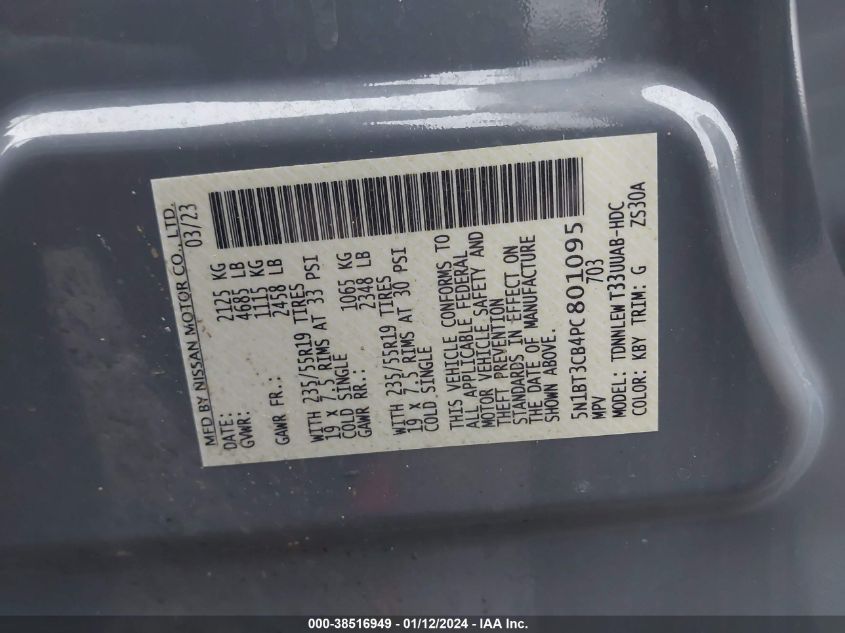 MFD BY NISSAN MOTOR CO., LTD.
DATE: 03/23
GVWR: 2125 KG
4685 LB
GAWR FR.: 1115 KG
2458 LB
WITH 235/55R19 TIRES
19 x 7.5 RIMS AT 33 PSI
COLD SINGLE
GAWR RR.: 1065 KG
2348 LB
WITH 235/55R19 TIRES
19 x 7.5 RIMS AT 30 PSI
COLD SINGLE
THIS VEHICLE CONFORMS TO
ALL APPLICABLE FEDERAL
MOTOR VEHICLE SAFETY AND
THEFT PREVENTION
STANDARDS IN EFFECT ON
THE DATE OF MANUFACTURE
SHOWN ABOVE.
5N1BT3CB4PC801095
MPV 703
MODEL: TDNNLEW T33UUAB-HDC
COLOR: KBY TRIM: G ZS30A
000-38516949 - 01/12/2024 - IAA Inc.